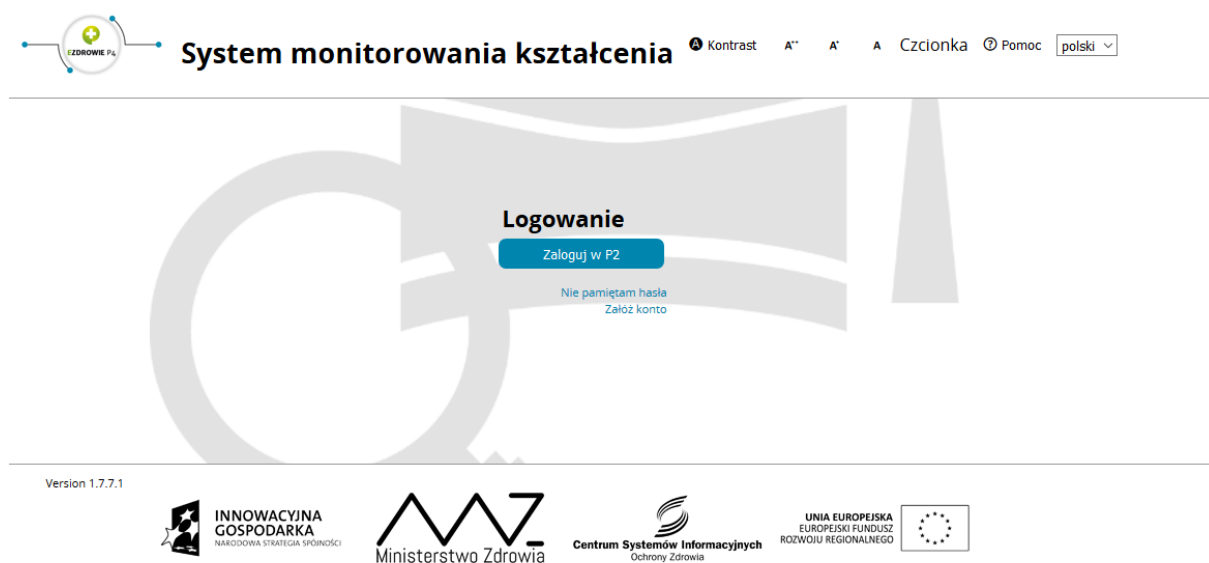 EZDROWIE P4
System monitorowania kształcenia
Kontrast
A++
A+
A
Czcionka
Pomoc
polski
Logowanie
Zaloguj w P2
Nie pamiętam hasła
Załóż konto
Version 1.7.7.1
INNOWACYJNA
GOSPODARKA
NARODOWA STRATEGIA SPÓJNOŚCI
Ministerstwo Zdrowia
Centrum Systemów Informacyjnych
Ochrony Zdrowia
UNIA EUROPEJSKA
EUROPEJSKI FUNDUSZ
ROZWOJU REGIONALNEGO